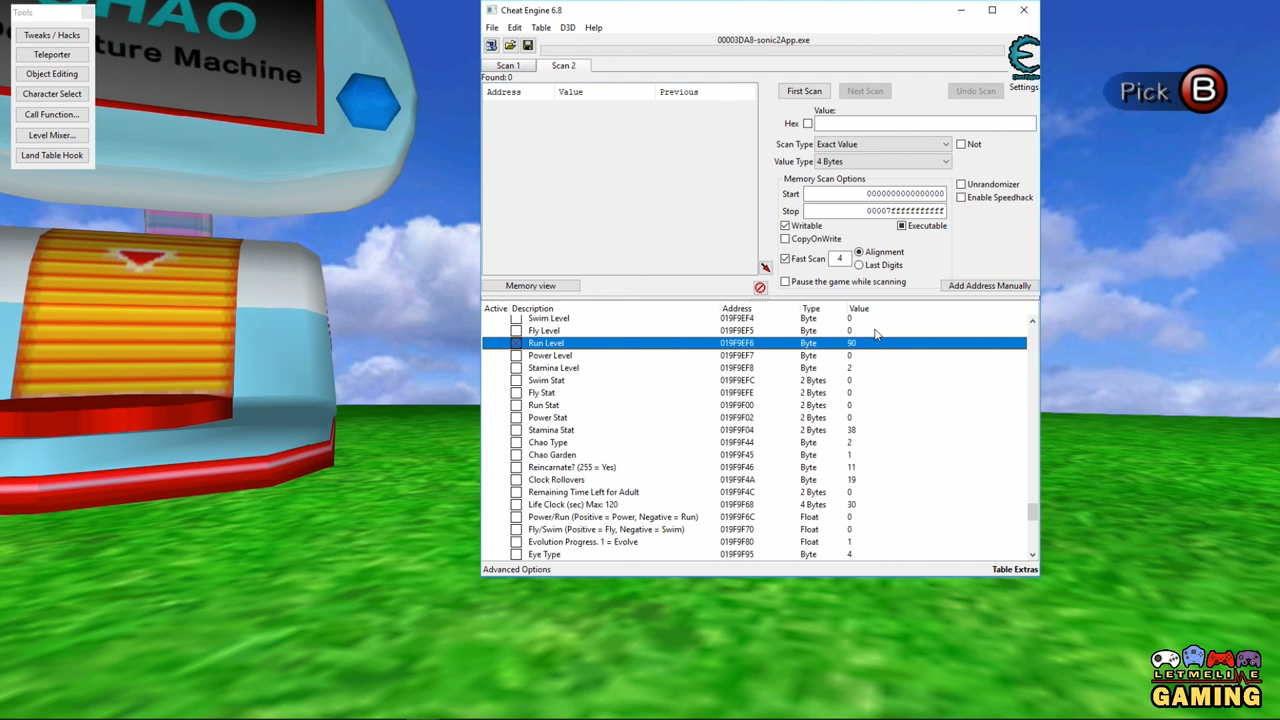 Tools
Tweaks / Hacks
Teleporter
Object Editing
Character Select
Call Function...
Level Mixer...
Land Table Hook
CHAO
ture Machine
Cheat Engine 6.8
File Edit Table D3D Help
00003DA8-sonic2App.exe
Scan 1 Scan 2
Found: 0
Address Value Previous
First Scan Next Scan Undo Scan
Settings
Value:
Hex
Scan Type Exact Value Not
Value Type 4 Bytes
Memory Scan Options
Start 0000000000000000
Stop 00007fffffffffff
Unrandomizer
Enable Speedhack
Writable Executable
CopyOnWrite
Fast Scan 4 Alignment
Last Digits
Pause the game while scanning
Memory view Add Address Manually
Active Description Address Type Value
Swim Level 019F9EF4 Byte 0
Fly Level 019F9EF5 Byte 0
Run Level 019F9EF6 Byte 90
Power Level 019F9EF7 Byte 0
Stamina Level 019F9EF8 Byte 2
Swim Stat 019F9EFC 2 Bytes 0
Fly Stat 019F9EFE 2 Bytes 0
Run Stat 019F9F00 2 Bytes 0
Power Stat 019F9F02 2 Bytes 0
Stamina Stat 019F9F04 2 Bytes 38
Chao Type 019F9F44 Byte 2
Chao Garden 019F9F45 Byte 1
Reincarnate? (255 = Yes) 019F9F46 Byte 11
Clock Rollovers 019F9F4A Byte 19
Remaining Time Left for Adult 019F9F4C 2 Bytes 0
Life Clock (sec) Max: 120 019F9F68 4 Bytes 30
Power/Run (Positive = Power, Negative = Run) 019F9F6C Float 0
Fly/Swim (Positive = Fly, Negative = Swim) 019F9F70 Float 0
Evolution Progress. 1 = Evolve 019F9F80 Float 1
Eye Type 019F9F95 Byte 4
Advanced Options Table Extras
Pick B
LETMELIVE
GAMING